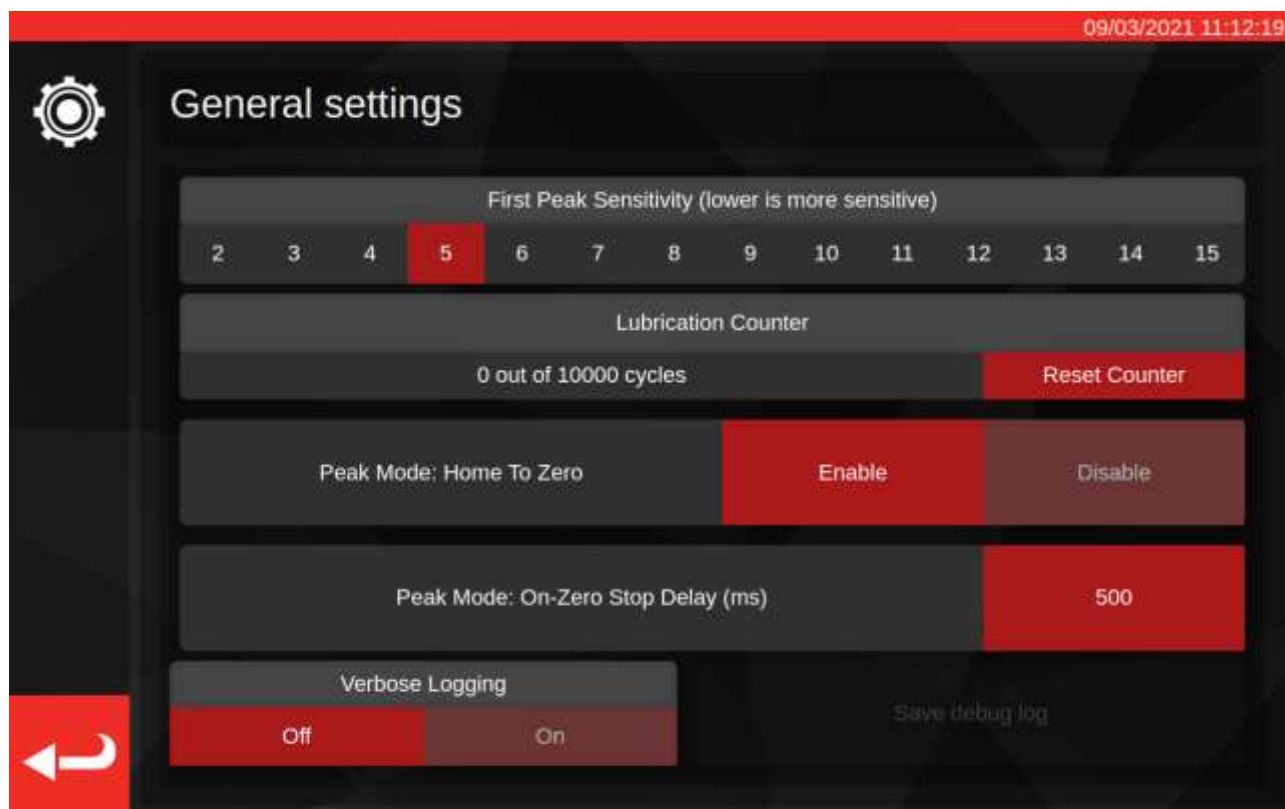 09/03/2021 11:12:19
General settings
First Peak Sensitivity (lower is more sensitive)
2 3 4 5 6 7 8 9 10 11 12 13 14 15
Lubrication Counter
0 out of 10000 cycles Reset Counter
Peak Mode: Home To Zero Enable Disable
Peak Mode: On-Zero Stop Delay (ms) 500
Verbose Logging
Off On
Save debug log